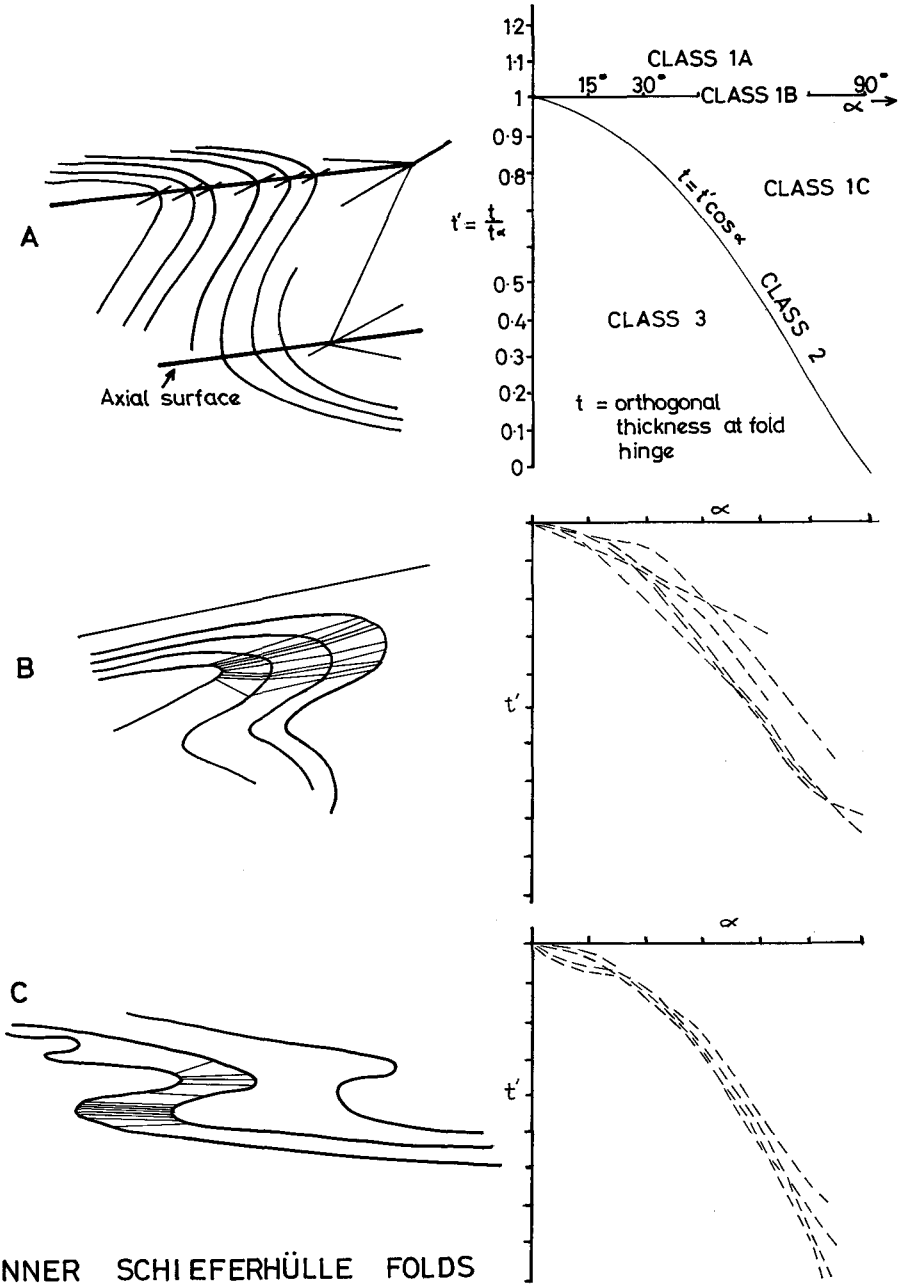 A
Axial surface
1·2
1·1
1
0·9
0·8
0·5
0·4
0·3
0·2
0·1
0
t' = t/tα
CLASS 1A
15° 30° 90°
CLASS 1B
α →
CLASS 1C
t=t'cos α
CLASS 2
CLASS 3
t = orthogonal
thickness at fold
hinge
B
α
t'
C
α
t'
NNER SCHIEFERHÜLLE FOLDS